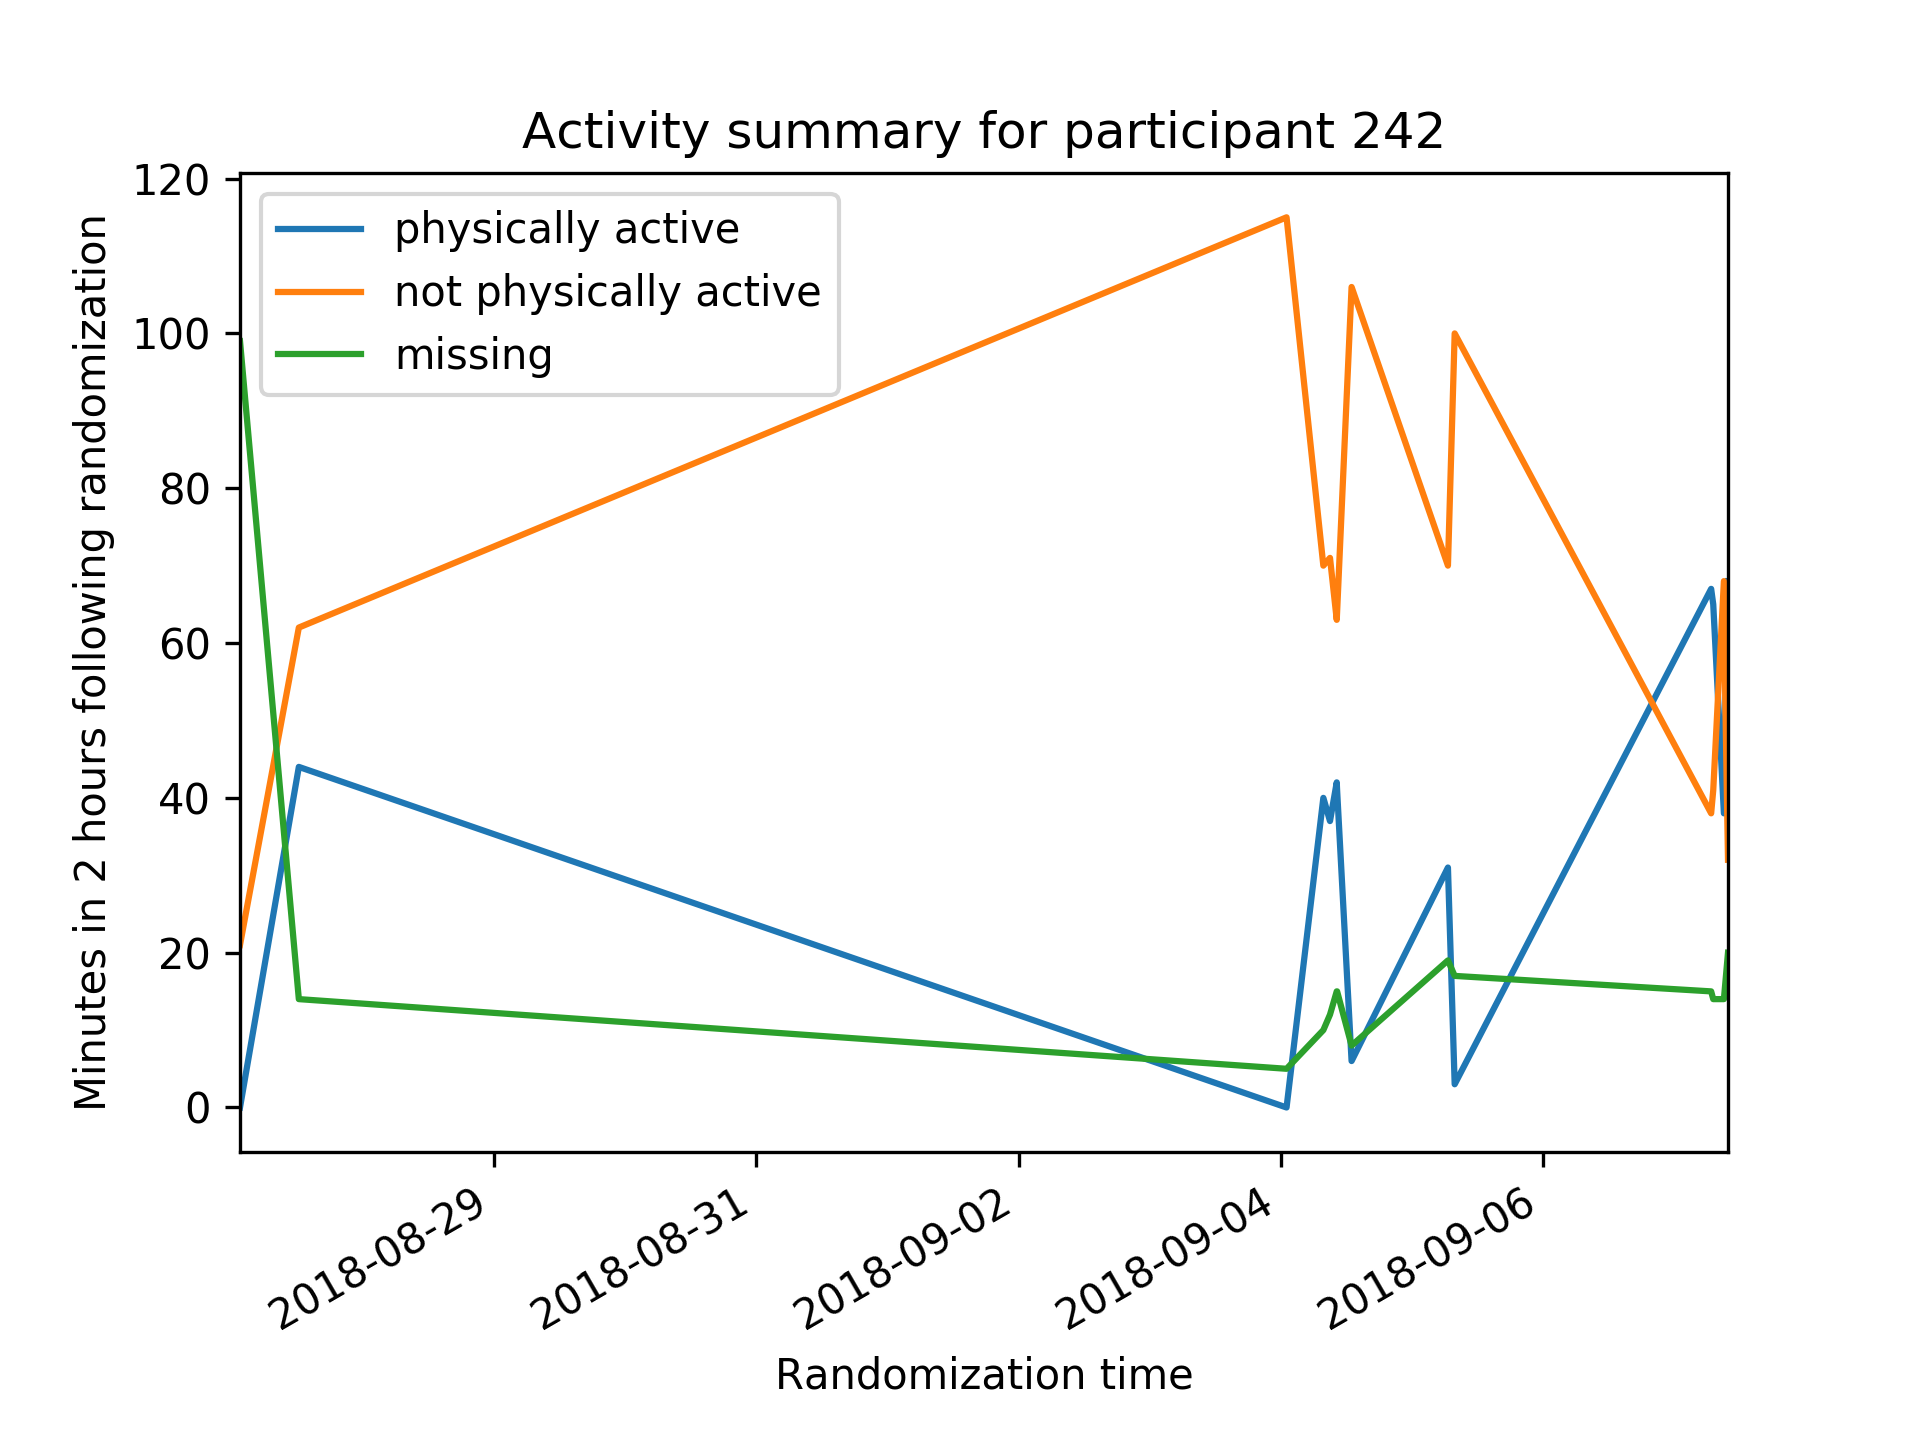 Activity summary for participant 242
physically active
not physically active
missing
Minutes in 2 hours following randomization
120
100
80
60
40
20
0
2018-08-29
2018-08-31
2018-09-02
2018-09-04
2018-09-06
Randomization time